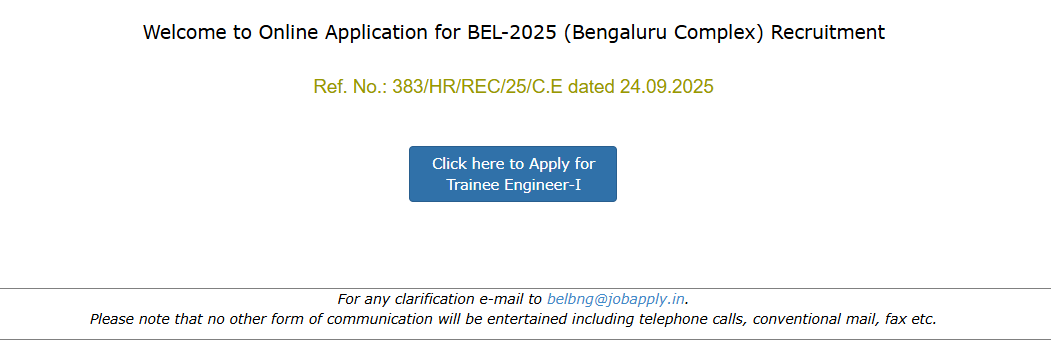 Welcome to Online Application for BEL-2025 (Bengaluru Complex) Recruitment
Ref. No.: 383/HR/REC/25/C.E dated 24.09.2025
Click here to Apply for
Trainee Engineer-I
For any clarification e-mail to belbng@jobapply.in.
Please note that no other form of communication will be entertained including telephone calls, conventional mail, fax etc.